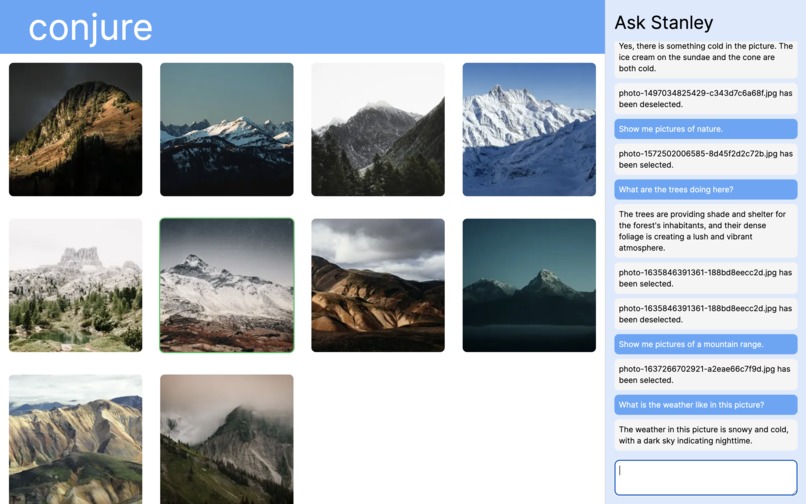 conjure
Ask Stanley
Yes, there is something cold in the picture. The
ice cream on the sundae and the cone are
both cold.
photo-1497034825429-c343d7c6a68f.jpg has
been deselected.
Show me pictures of nature.
photo-1572502006585-8d45f2d2c72b.jpg has
been selected.
What are the trees doing here?
The trees are providing shade and shelter for
the forest's inhabitants, and their dense
foliage is creating a lush and vibrant
atmosphere.
photo-1635846391361-188bd8eecc2d.jpg has
been selected.
photo-1635846391361-188bd8eecc2d.jpg has
been deselected.
Show me pictures of a mountain range.
photo-1637266702921-a2eae66c7f9d.jpg has
been selected.
What is the weather like in this picture?
The weather in this picture is snowy and cold,
with a dark sky indicating nighttime.